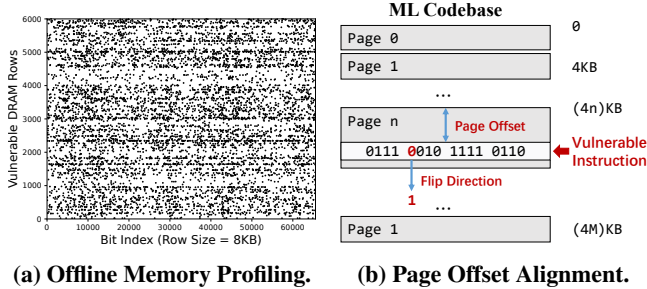 6000
5000
4000
3000
2000
1000
0
Vulnerable DRAM Rows
0 10000 20000 30000 40000 50000 60000
Bit Index (Row Size = 8KB)
(a) Offline Memory Profiling.
ML Codebase
Page 0 0
Page 1 4KB
...
Page n (4n)KB
Page Offset
0111 0010 1111 0110
Vulnerable
Instruction
Flip Direction
1
...
Page 1 (4M)KB
(b) Page Offset Alignment.